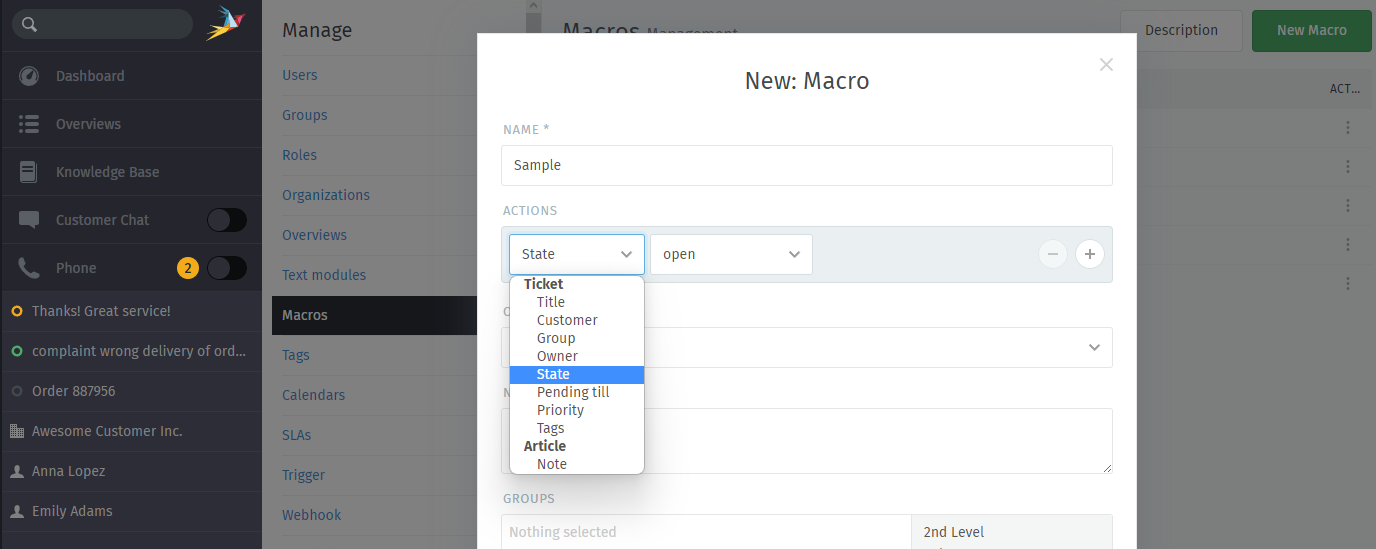 Dashboard
Overviews
Knowledge Base
Customer Chat
Phone
2
Thanks! Great service!
complaint wrong delivery of ord...
Order 887956
Awesome Customer Inc.
Anna Lopez
Emily Adams
Manage
Users
Groups
Roles
Organizations
Overviews
Text modules
Macros
Tags
Calendars
SLAs
Trigger
Webhook
Macros Management
Description
New Macro
ACT...
New: Macro
NAME *
Sample
ACTIONS
State
open
Ticket
Title
Customer
Group
Owner
State
Pending till
Priority
Tags
Article
Note
GROUPS
Nothing selected
2nd Level